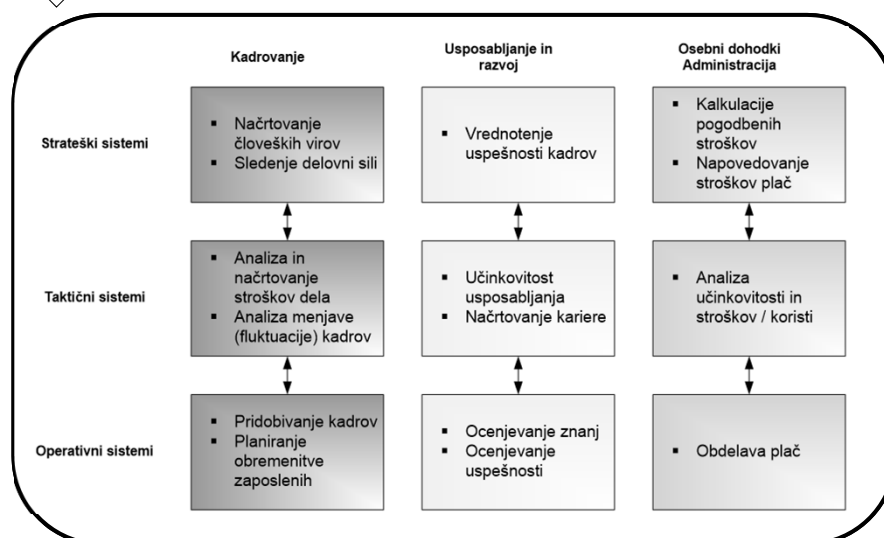 Kadrovanje
Usposabljanje in
razvoj
Osebni dohodki
Administracija
Strateški sistemi
▪ Načrtovanje
človeških virov
▪ Sledenje delovni sili
▪ Vrednotenje
uspešnosti kadrov
▪ Kalkulacije
pogodbenih
stroškov
▪ Napovedovanje
stroškov plač
Taktični sistemi
▪ Analiza in
načrtovanje
stroškov dela
▪ Analiza menjave
(fluktuacije) kadrov
▪ Učinkovitost
usposabljanja
▪ Načrtovanje kariere
▪ Analiza
učinkovitosti in
stroškov / koristi
Operativni sistemi
▪ Pridobivanje kadrov
▪ Planiranje
obremenitve
zaposlenih
▪ Ocenjevanje znanj
▪ Ocenjevanje
uspešnosti
▪ Obdelava plač